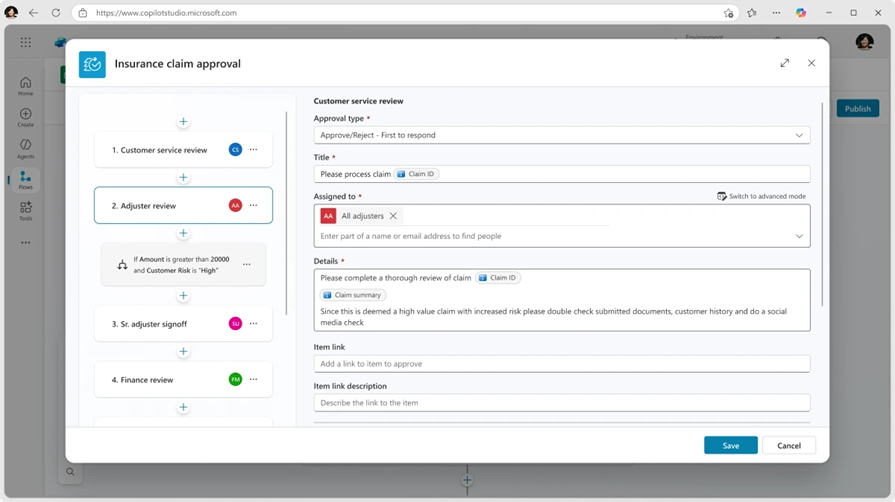 https://www.copilotstudio.microsoft.com
Environment
Home
Create
Agents
Flows
Tools
Publish
Insurance claim approval
1. Customer service review
CS
2. Adjuster review
AA
If Amount is greater than 20000
and Customer Risk is "High"
3. Sr. adjuster signoff
SU
4. Finance review
FM
Customer service review
Approval type *
Approve/Reject - First to respond
Title *
Please process claim Claim ID
Assigned to *
Switch to advanced mode
AA All adjusters
Enter part of a name or email address to find people
Details *
Please complete a thorough review of claim Claim ID
Claim summary
Since this is deemed a high value claim with increased risk please double check submitted documents, customer history and do a social
media check
Item link
Add a link to item to approve
Item link description
Describe the link to the item
Save
Cancel